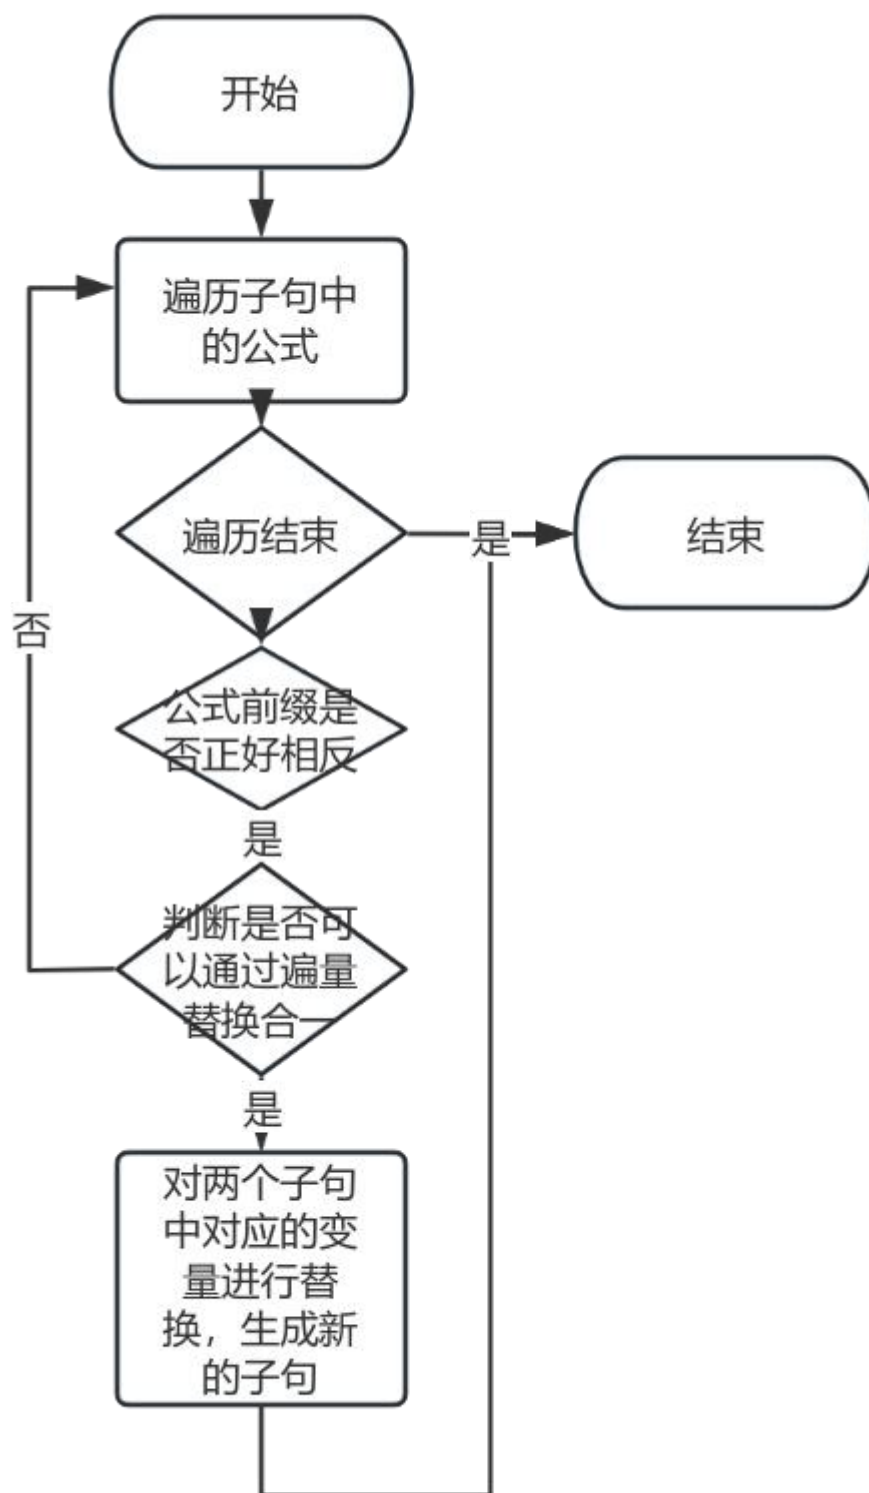 开始
遍历子句中
的公式
遍历结束
是
结束
否
公式前缀是
否正好相反
是
判断是否可
以通过遍量
替换合一
是
对两个子句
中对应的变
量进行替
换，生成新
的子句